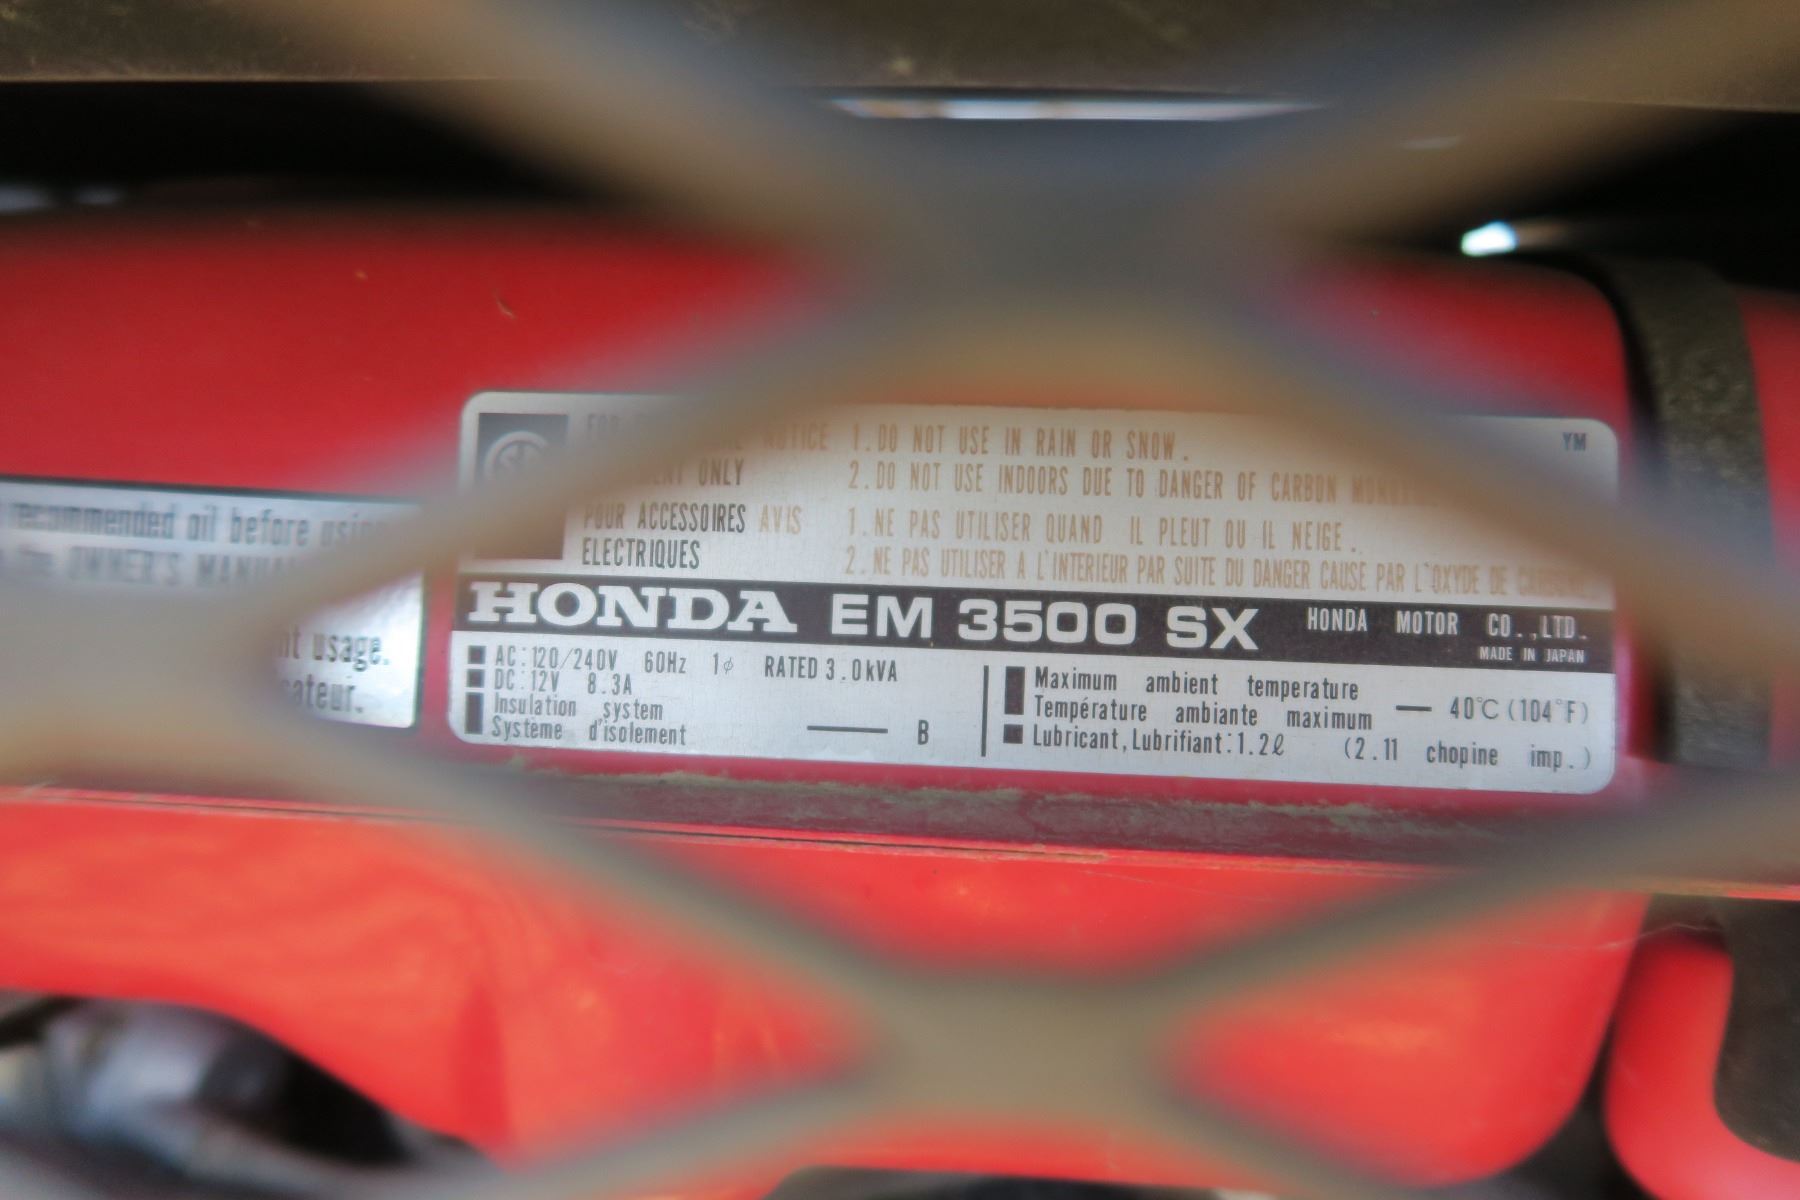 recommended oil before using
the OWNER'S MANUAL
usage.
NOTICE 1.DO NOT USE IN RAIN OR SNOW. YM
ONLY 2.DO NOT USE INDOORS DUE TO DANGER OF CARBON
POUR ACCESSOIRES AVIS 1.NE PAS UTILISER QUAND IL PLEUT OU IL NEIGE.
ELECTRIQUES 2.NE PAS UTILISER A L'INTERIEUR PAR SUITE DU DANGER CAUSE PAR L'OXYDE DE CARBONE.
HONDA EM 3500 SX HONDA MOTOR CO.,LTD.
MADE IN JAPAN
AC:120/240V 60Hz 1φ RATED 3.0kVA
DC:12V 8.3A
Insulation system
Système d'isolement — B
Maximum ambient temperature
Température ambiante maximum — 40°C(104°F)
Lubricant,Lubrifiant:1.2ℓ (2.11 chopine imp.)